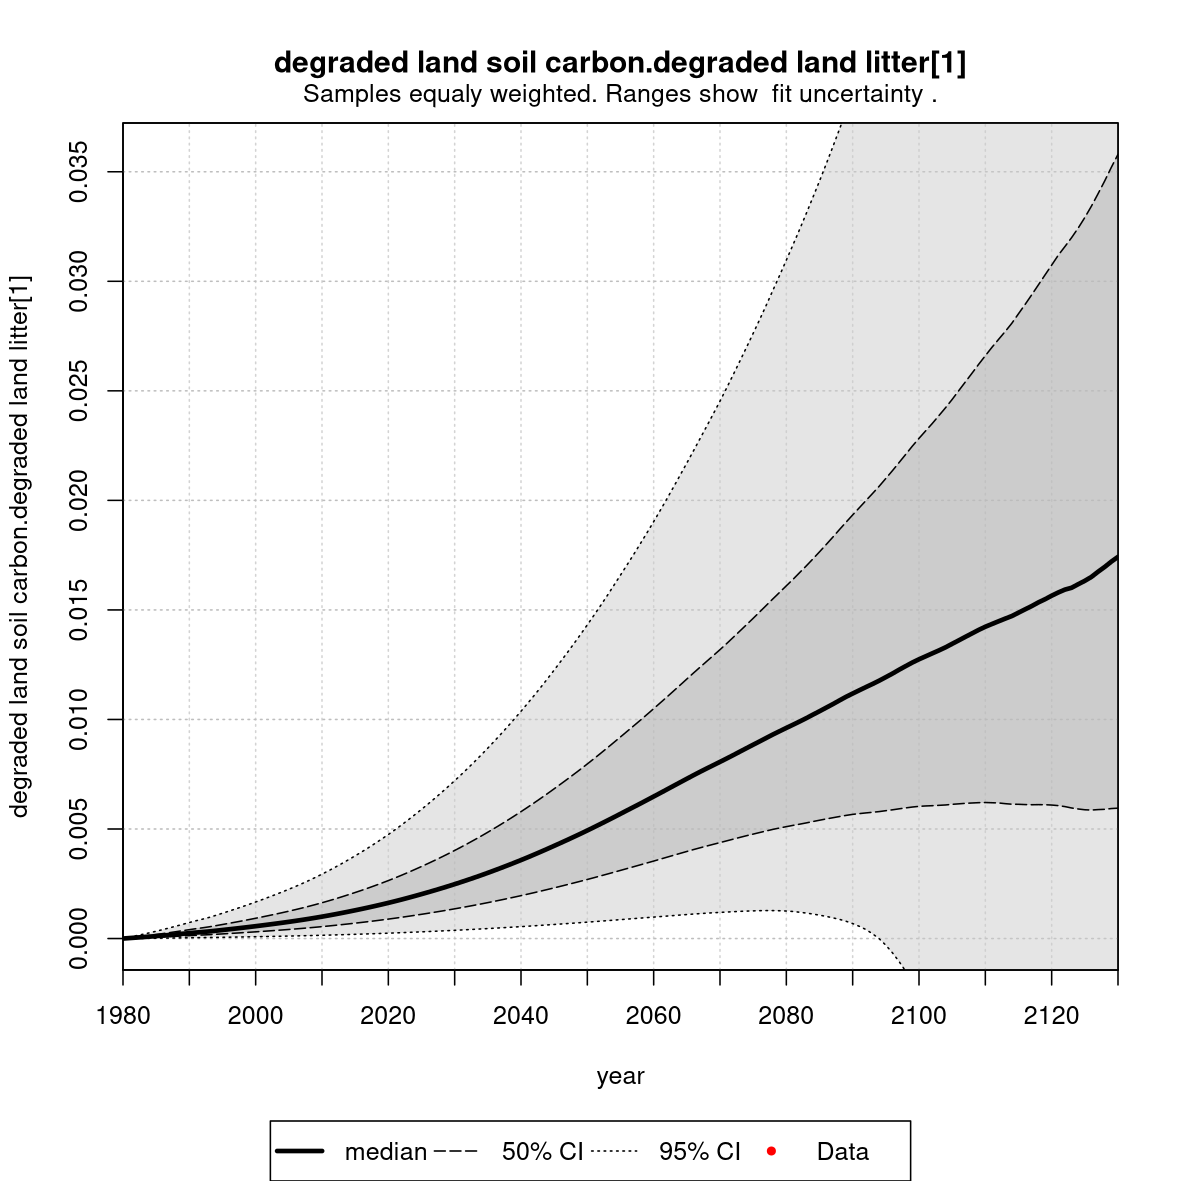 degraded land soil carbon.degraded land litter[1]
Samples equaly weighted. Ranges show  fit uncertainty .
degraded land soil carbon.degraded land litter[1]
0.035
0.030
0.025
0.020
0.015
0.010
0.005
0.000
1980 2000 2020 2040 2060 2080 2100 2120
year
median 50% CI 95% CI Data